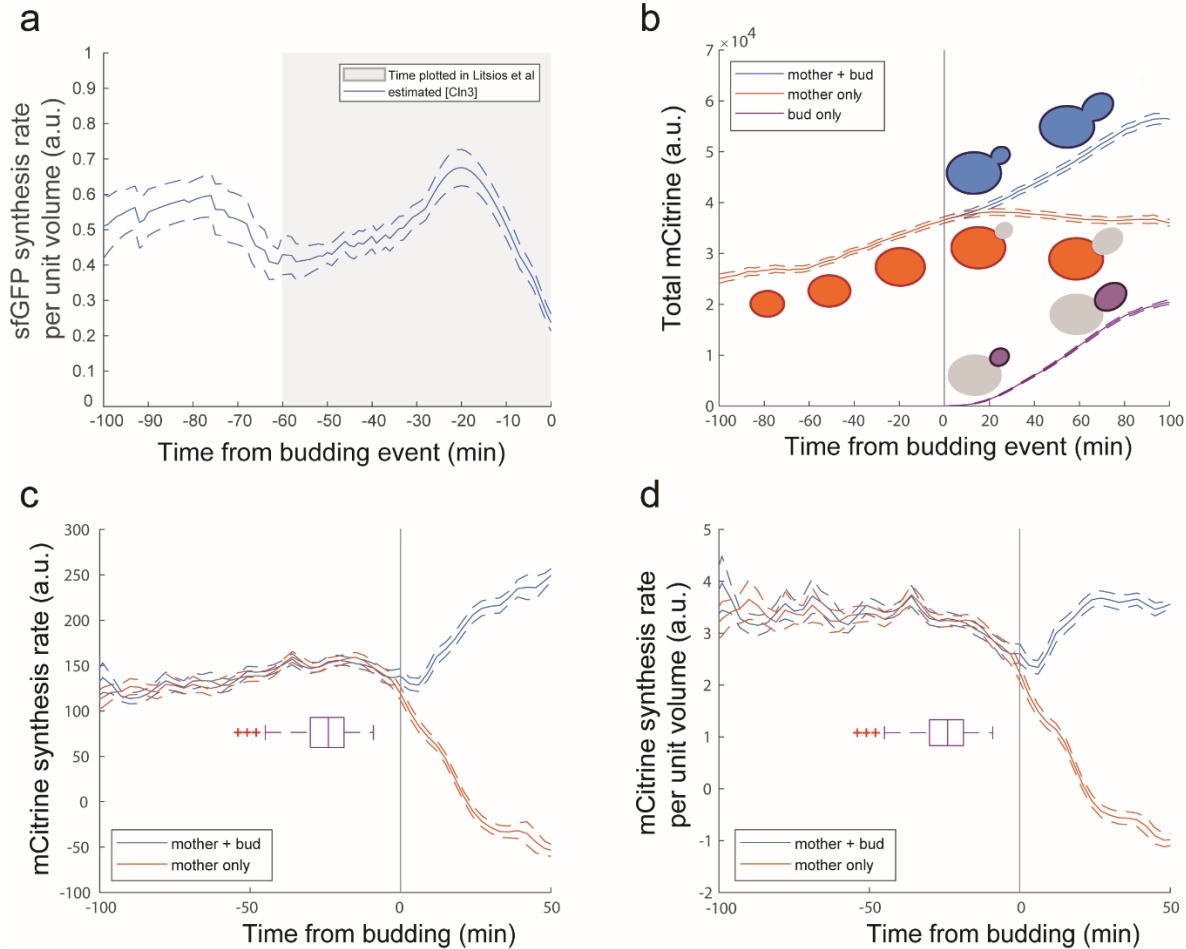 a
sfGFP synthesis rate
per unit volume (a.u.)
1
0.9
0.8
0.7
0.6
0.5
0.4
0.3
0.2
0.1
0
Time plotted in Litsios et al
estimated [Cln3]
-100 -90 -80 -70 -60 -50 -40 -30 -20 -10 0
Time from budding event (min)
b
Total mCitrine (a.u.)
×10⁴
7
6
5
4
3
2
1
0
mother + bud
mother only
bud only
-100 -80 -60 -40 -20 0 20 40 60 80 100
Time from budding event (min)
c
mCitrine synthesis rate (a.u.)
300
250
200
150
100
50
0
-50
-100
mother + bud
mother only
-100 -50 0 50
Time from budding (min)
d
mCitrine synthesis rate
per unit volume (a.u.)
5
4
3
2
1
0
-1
-2
mother + bud
mother only
-100 -50 0 50
Time from budding (min)